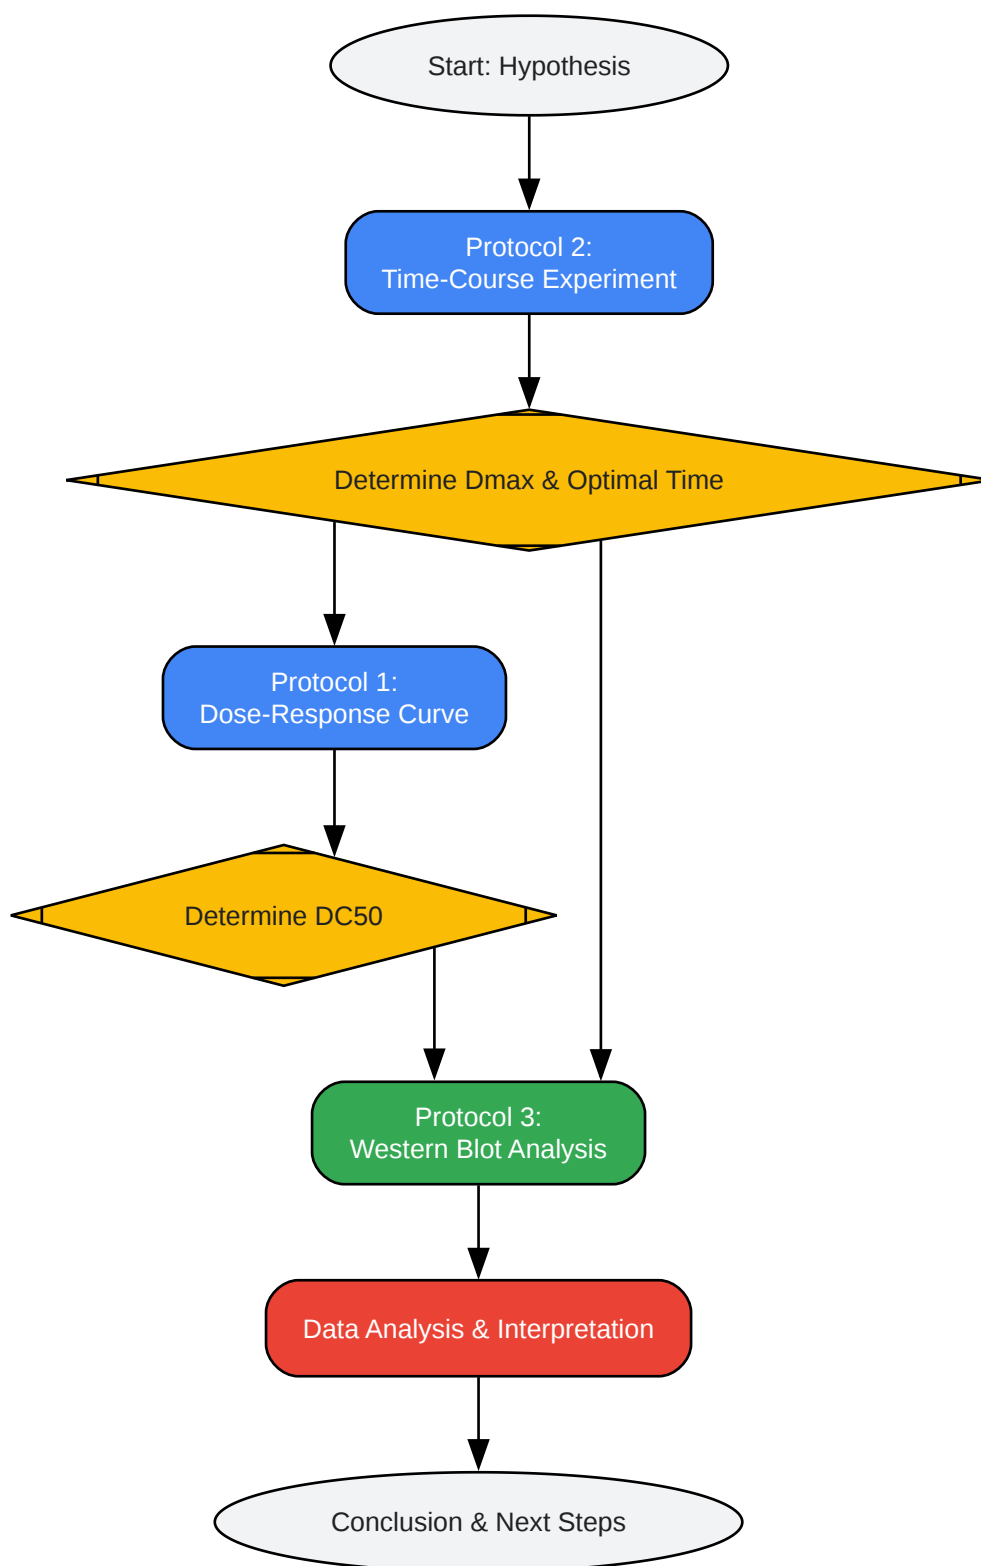 Start: Hypothesis
Protocol 2:
Time-Course Experiment
Determine Dmax & Optimal Time
Protocol 1:
Dose-Response Curve
Determine DC50
Protocol 3:
Western Blot Analysis
Data Analysis & Interpretation
Conclusion & Next Steps